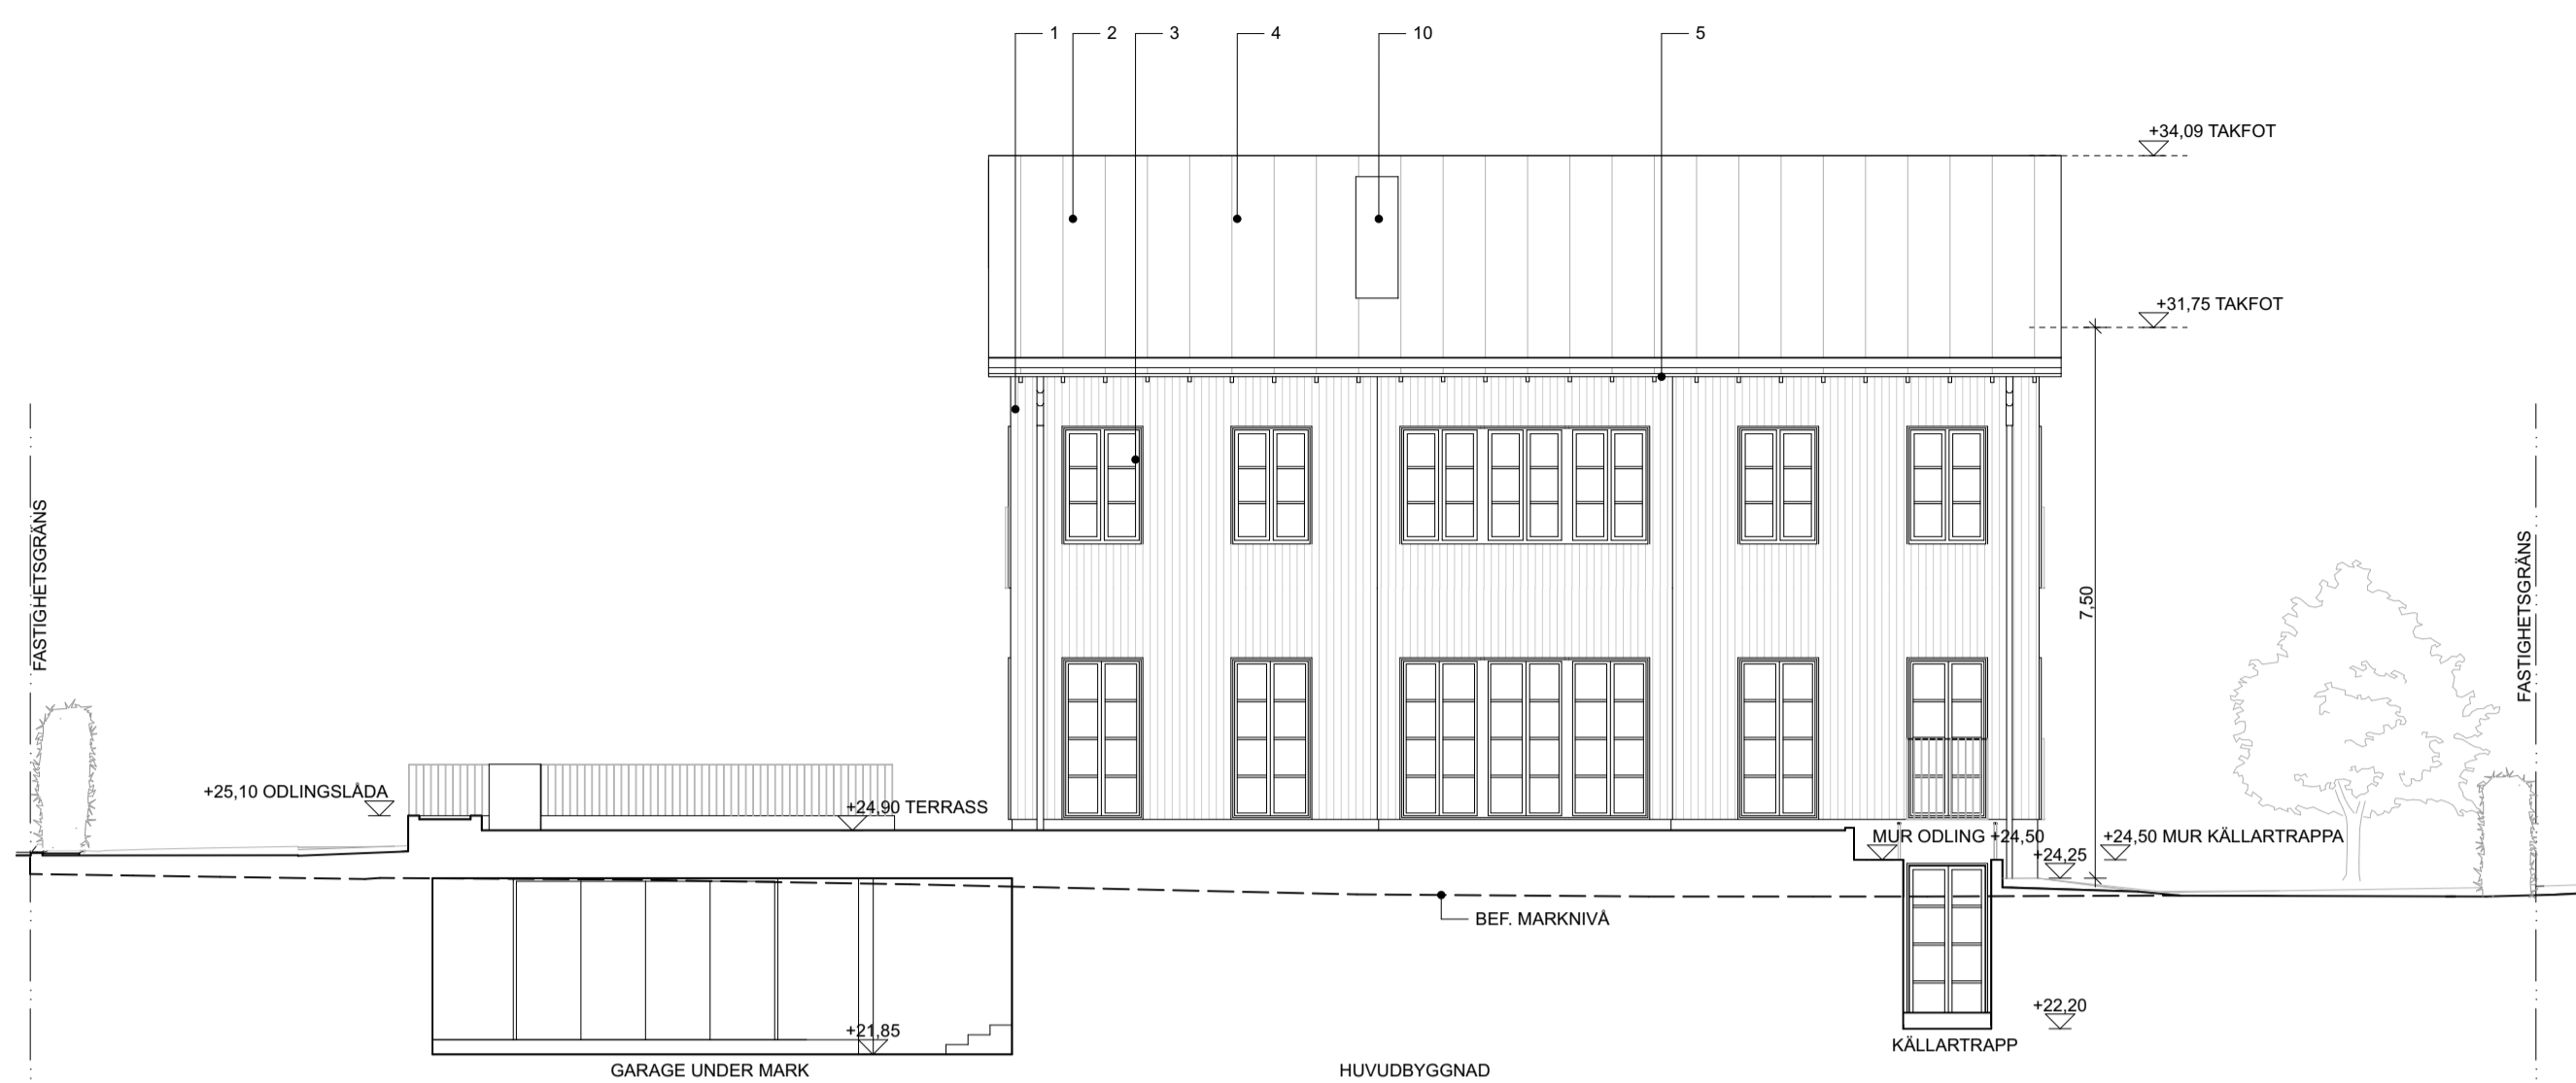 1
2
3
4
10
5
+34,09 TAKFOT
+31,75 TAKFOT
FASTIGHETSGRÄNS
FASTIGHETSGRÄNS
7,50
+25,10 ODLINGSLÅDA
+24,90 TERRASS
MUR ODLING +24,50
+24,50 MUR KÄLLARTRAPPA
+24,25
BEF. MARKNIVÅ
+22,20
+21,85
KÄLLARTRAPP
GARAGE UNDER MARK
HUVUDBYGGNAD